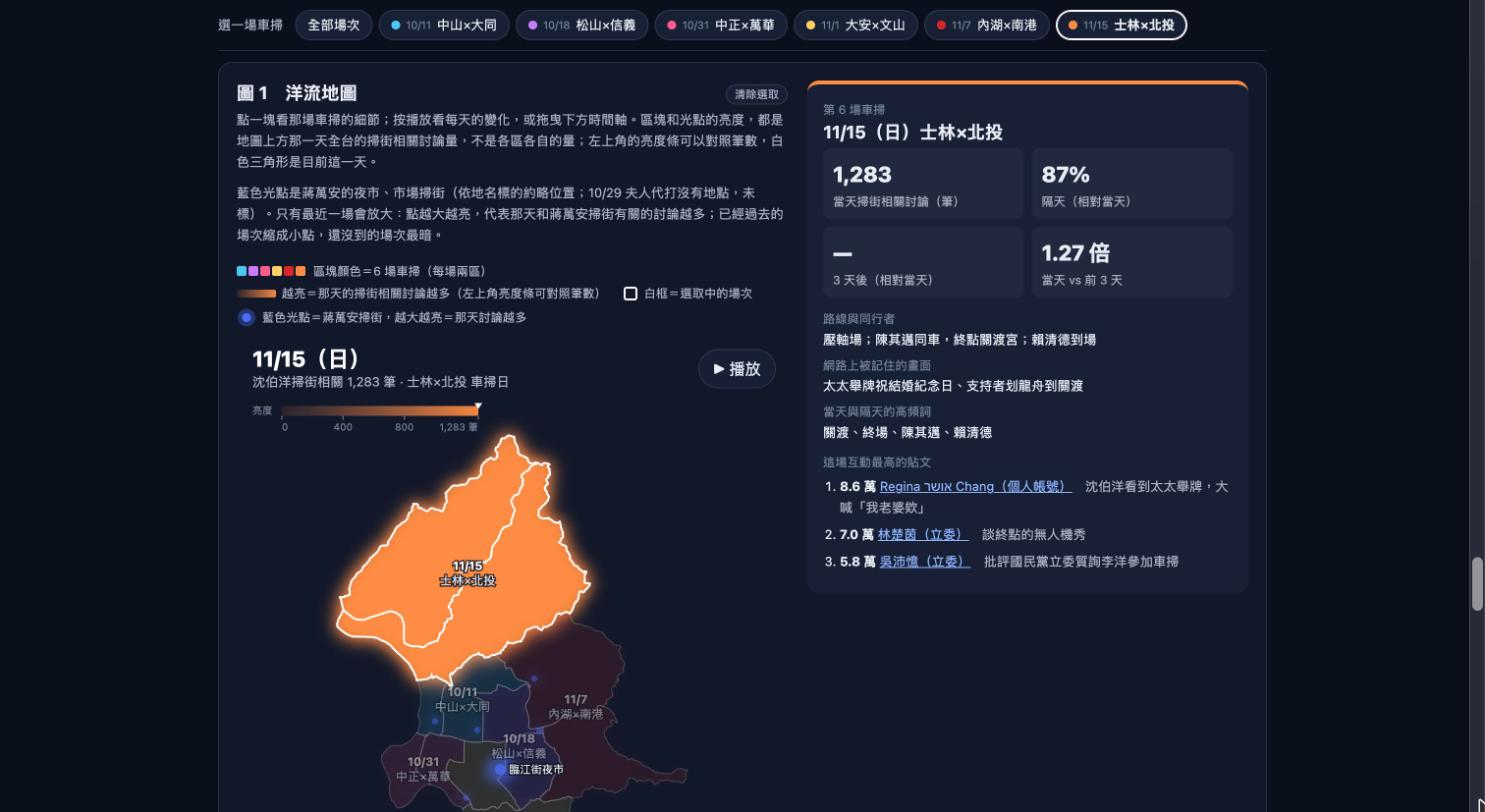 選一場車掃 全部場次 10/11 中山×大同 10/18 松山×信義 10/31 中正×萬華 11/1 大安×文山 11/7 內湖×南港 11/15 士林×北投
圖 1 洋流地圖
清除選取
點一塊看那場車掃的細節；按播放看每天的變化，或拖曳下方時間軸。區塊和光點的亮度，都是
地圖上方那一天全台的掃街相關討論量，不是各區各自的量；左上角的亮度條可以對照筆數，白
色三角形是目前這一天。
藍色光點是蔣萬安的夜市、市場掃街（依地名標的約略位置；10/29 夫人代打沒有地點，未
標）。只有最近一場會放大：點越大越亮，代表那天和蔣萬安掃街有關的討論越多；已經過去的
場次縮成小點，還沒到的場次最暗。
區塊顏色＝6 場車掃（每場兩區）
越亮＝那天的掃街相關討論越多（左上角亮度條可對照筆數） 白框＝選取中的場次
藍色光點＝蔣萬安掃街，越大越亮＝那天討論越多
11/15（日）
沈伯洋掃街相關 1,283 筆 · 士林×北投 車掃日
▶ 播放
亮度
0 400 800 1,283 筆
11/15
士林×北投
10/11
中山×大同
11/7
內湖×南港
10/18
松山×信義
10/31
中正×萬華
臨江街夜市
第 6 場車掃
11/15（日）士林×北投
1,283
當天掃街相關討論（筆）
87%
隔天（相對當天）
—
3 天後（相對當天）
1.27 倍
當天 vs 前 3 天
路線與同行者
壓軸場；陳其邁同車，終點關渡宮；賴清德到場
網路上被記住的畫面
太太舉牌祝結婚紀念日、支持者划龍舟到關渡
當天與隔天的高頻詞
關渡、終場、陳其邁、賴清德
這場互動最高的貼文
1. 8.6 萬 Regina אושר Chang（個人帳號） 沈伯洋看到太太舉牌，大
喊「我老婆欸」
2. 7.0 萬 林楚茵（立委） 談終點的無人機秀
3. 5.8 萬 吳沛憶（立委） 批評國民黨立委質詢李洋參加車掃